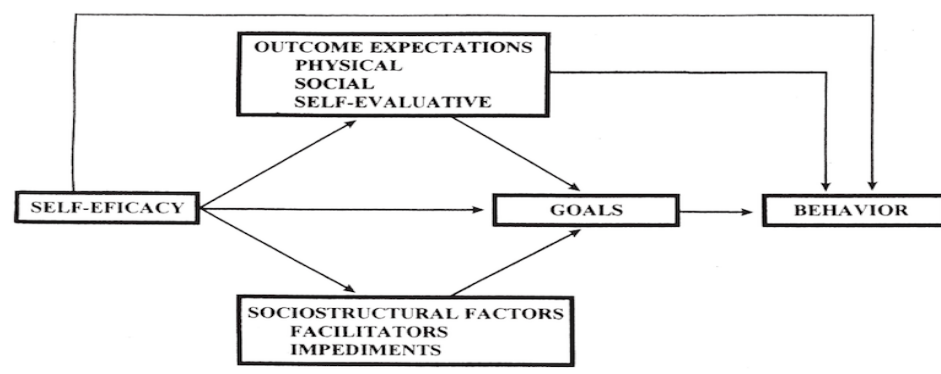 OUTCOME EXPECTATIONS
PHYSICAL
SOCIAL
SELF-EVALUATIVE
SELF-EFICACY
GOALS
BEHAVIOR
SOCIOSTRUCTURAL FACTORS
FACILITATORS
IMPEDIMENTS